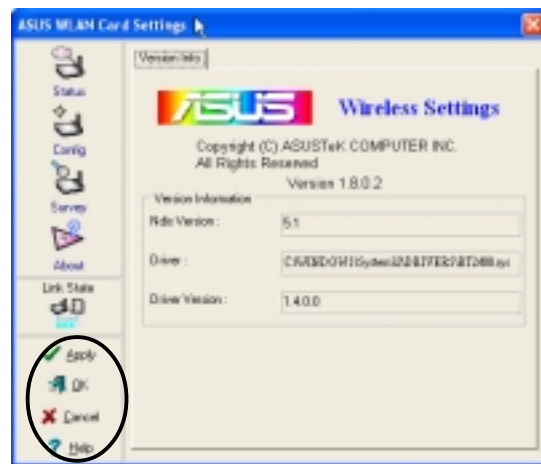 ASUS WLAN Card Settings
Status
Config
Survey
About
Link State
Apply
OK
Cancel
Help
Version Info
ASUS Wireless Settings
Copyright (C) ASUSTeK COMPUTER INC.
All Rights Reserved
Version 1.8.0.2
Version Information
Ndis Version : 5.1
Driver :
Driver Version : 1.4.0.0